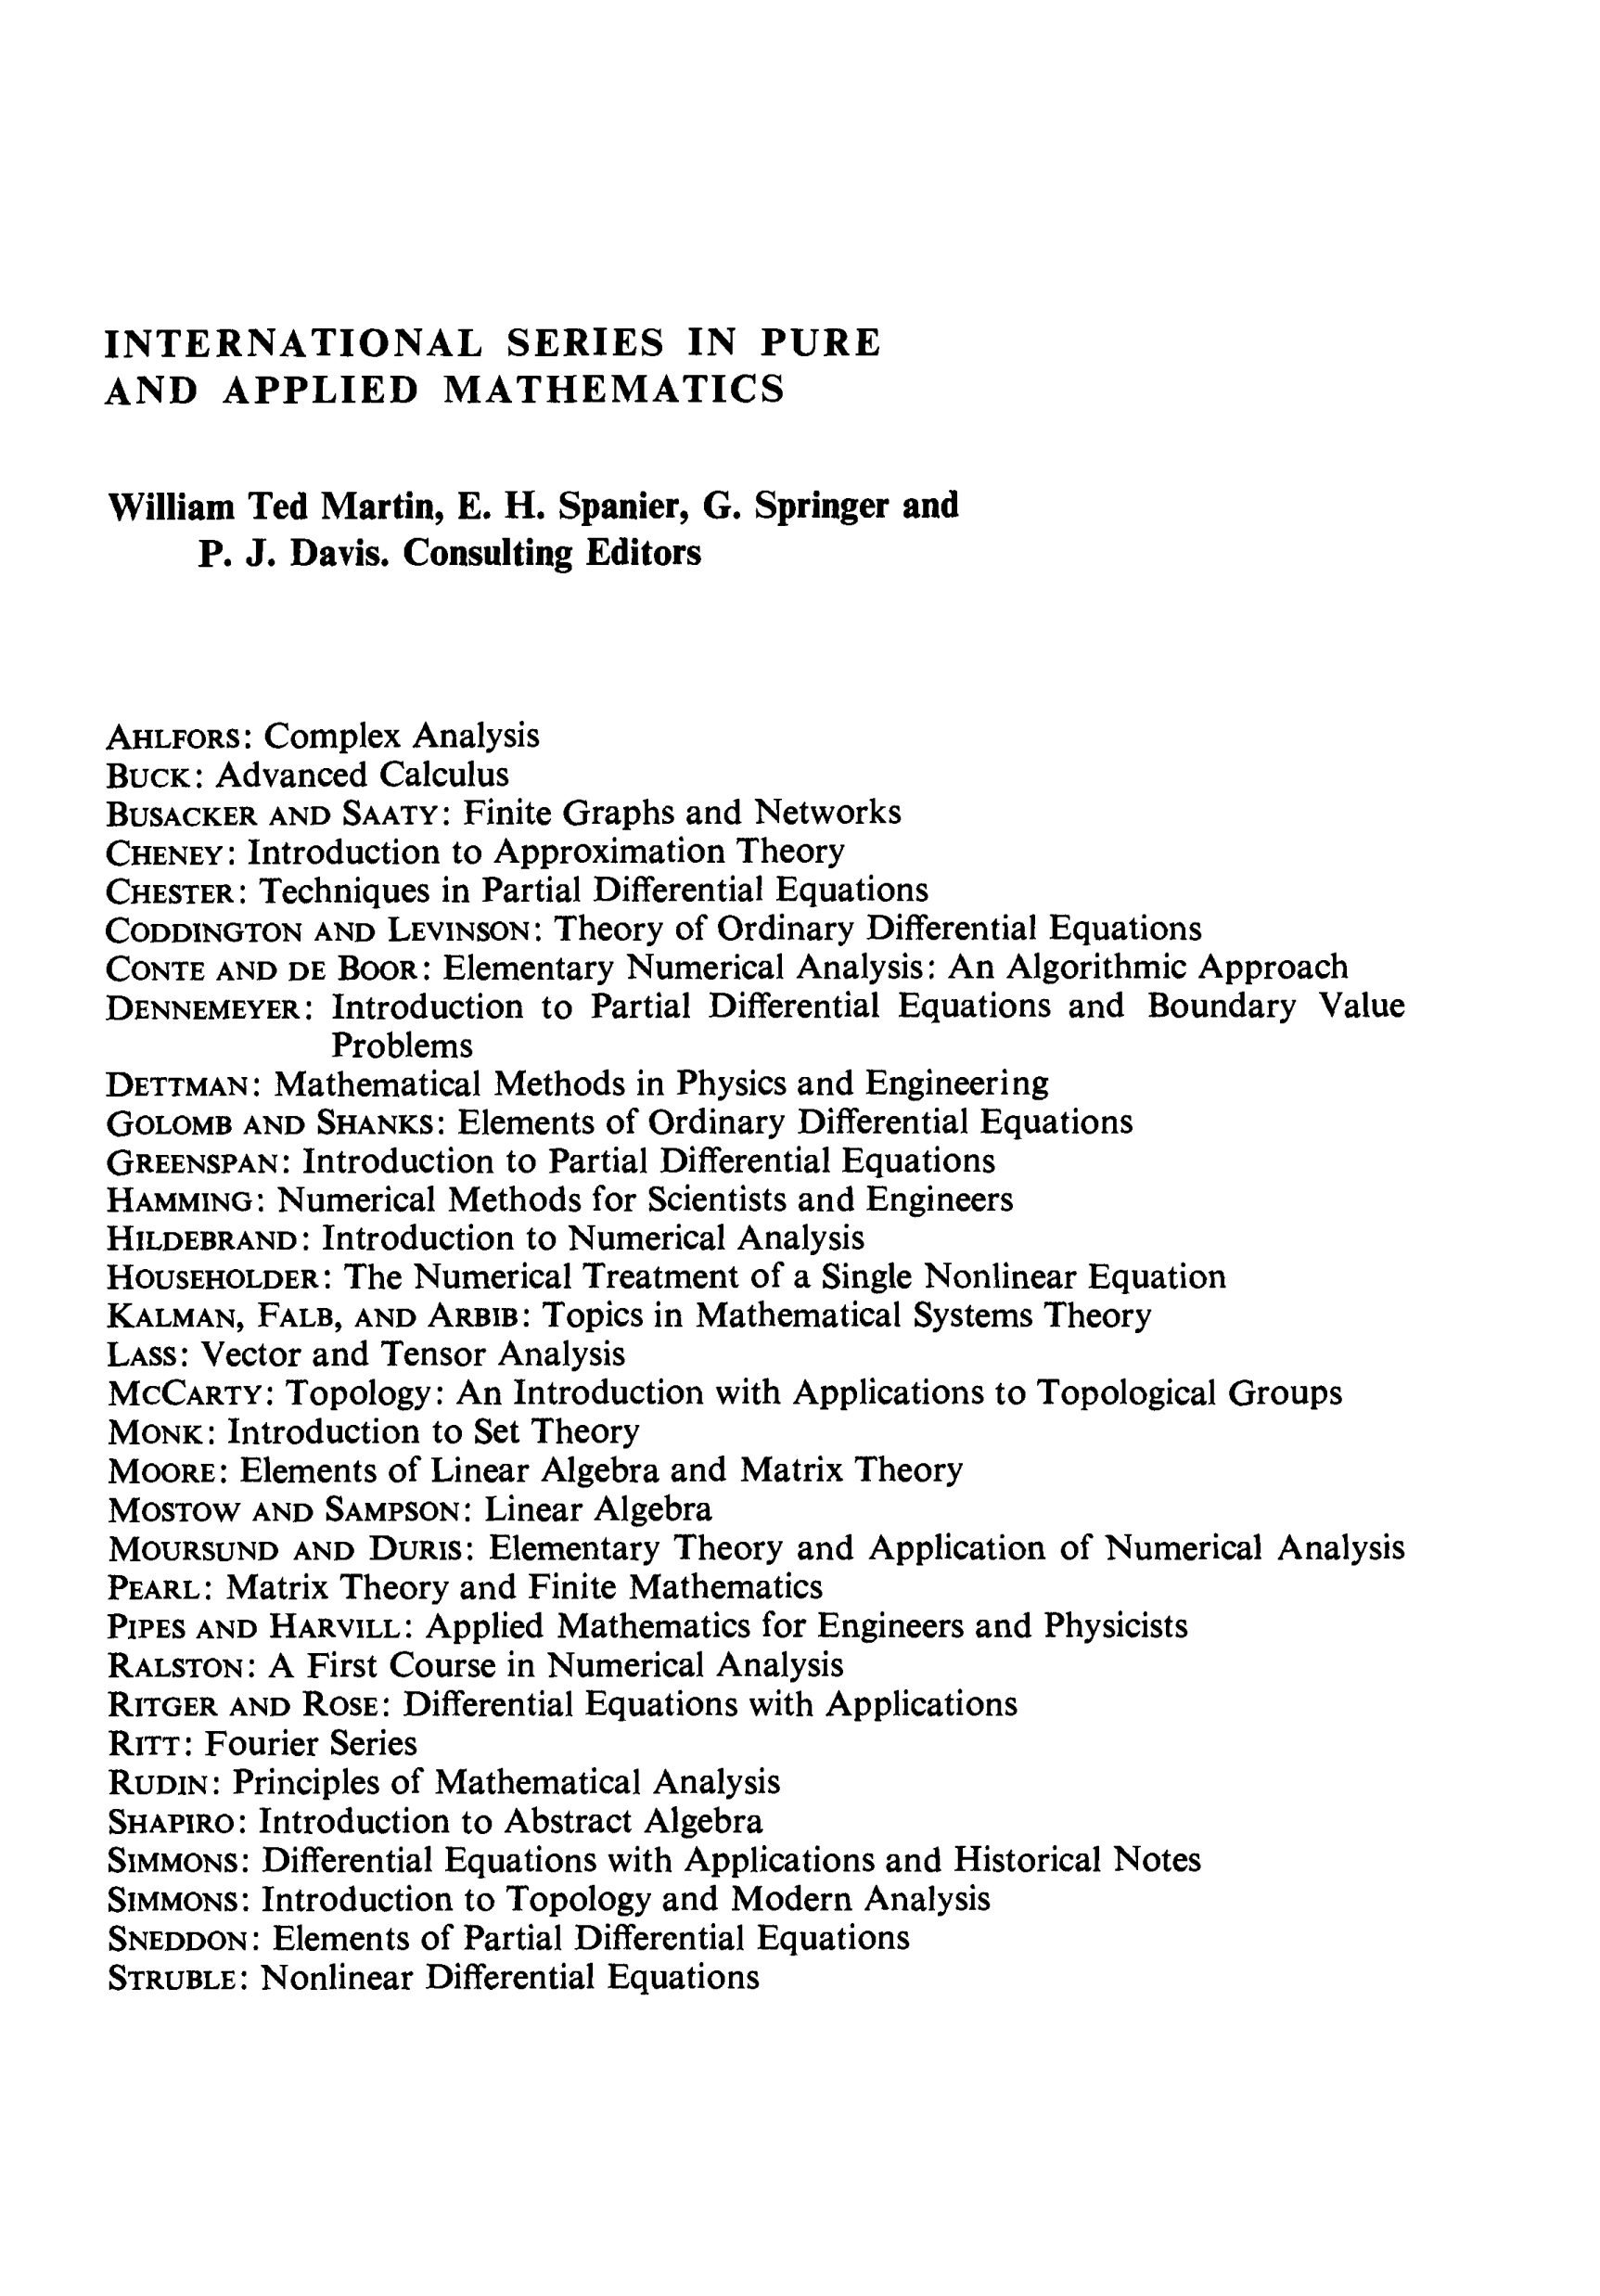 INTERNATIONAL SERIES IN PURE
AND APPLIED MATHEMATICS
William Ted Martin, E. H. Spanier, G. Springer and
P. J. Davis. Consulting Editors
AHLFORS: Complex Analysis
BUCK: Advanced Calculus
BUSACKER AND SAATY: Finite Graphs and Networks
CHENEY: Introduction to Approximation Theory
CHESTER: Techniques in Partial Differential Equations
CODDINGTON AND LEVINSON: Theory of Ordinary Differential Equations
CONTE AND DE BOOR: Elementary Numerical Analysis: An Algorithmic Approach
DENNEMEYER: Introduction to Partial Differential Equations and Boundary Value
Problems
DETTMAN: Mathematical Methods in Physics and Engineering
GOLOMB AND SHANKS: Elements of Ordinary Differential Equations
GREENSPAN: Introduction to Partial Differential Equations
HAMMING: Numerical Methods for Scientists and Engineers
HILDEBRAND: Introduction to Numerical Analysis
HOUSEHOLDER: The Numerical Treatment of a Single Nonlinear Equation
KALMAN, FALB, AND ARBIB: Topics in Mathematical Systems Theory
LASS: Vector and Tensor Analysis
MCCARTY: Topology: An Introduction with Applications to Topological Groups
MONK: Introduction to Set Theory
MOORE: Elements of Linear Algebra and Matrix Theory
MOSTOW AND SAMPSON: Linear Algebra
MOURSUND AND DURIS: Elementary Theory and Application of Numerical Analysis
PEARL: Matrix Theory and Finite Mathematics
PIPES AND HARVILL: Applied Mathematics for Engineers and Physicists
RALSTON: A First Course in Numerical Analysis
RITGER AND ROSE: Differential Equations with Applications
RITT: Fourier Series
RUDIN: Principles of Mathematical Analysis
SHAPIRO: Introduction to Abstract Algebra
SIMMONS: Differential Equations with Applications and Historical Notes
SIMMONS: Introduction to Topology and Modern Analysis
SNEDDON: Elements of Partial Differential Equations
STRUBLE: Nonlinear Differential Equations